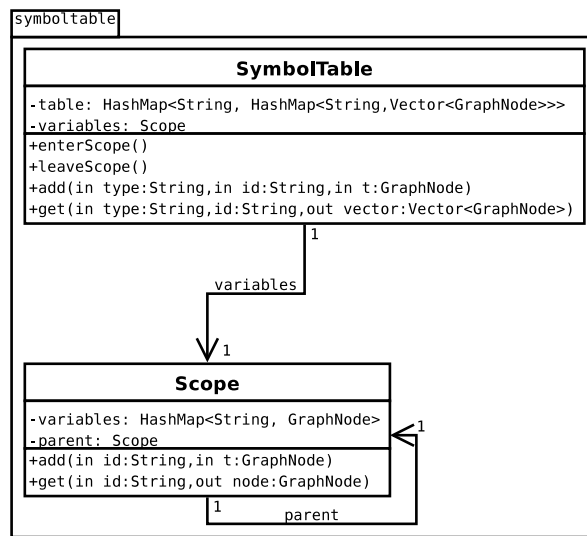 symboltable
SymbolTable
-table: HashMap<String, HashMap<String,Vector<GraphNode>>>
-variables: Scope
+enterScope()
+leaveScope()
+add(in type:String,in id:String,in t:GraphNode)
+get(in type:String,id:String,out vector:Vector<GraphNode>)
1
variables
1
Scope
-variables: HashMap<String, GraphNode>
-parent: Scope
1
+add(in id:String,in t:GraphNode)
+get(in id:String,out node:GraphNode)
1
parent